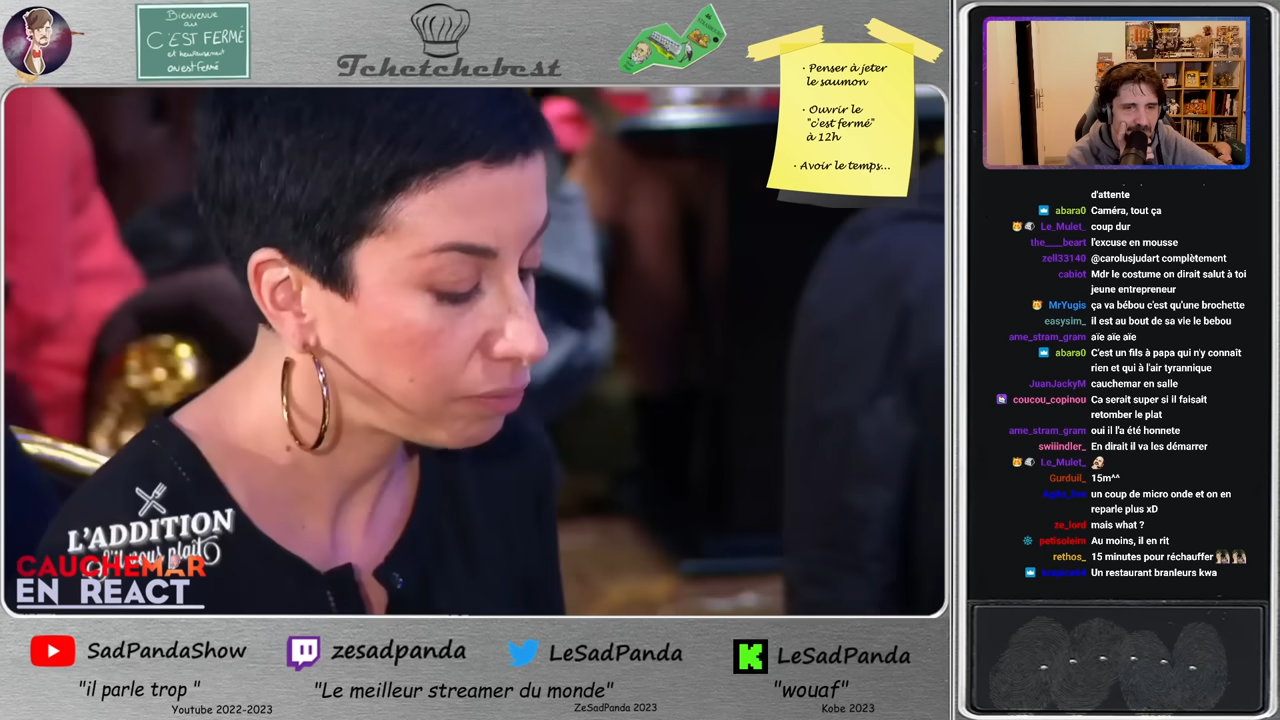 Bienvenue
au
C'EST FERMÉ
et heureusement
on est fermé
Tchetchebest
· Penser à jeter
le saumon
· Ouvrir le
"c'est fermé"
à 12h
· Avoir le temps...
L'ADDITION
s'il vous plaît
CAUCHEMAR
EN REACT
d'attente
abara0 Caméra, tout ça
Le_Mulet_ coup dur
the____beart l'excuse en mousse
zell33140 @carolusjudart complètement
cabiot Mdr le costume on dirait salut à toi
jeune entrepreneur
MrYugis ça va bébou c'est qu'une brochette
easysim_ il est au bout de sa vie le bebou
ame_stram_gram aïe aïe aïe
abara0 C'est un fils à papa qui n'y connaît
rien et qui à l'air tyrannique
JuanJackyM cauchemar en salle
coucou_copinou Ca serait super si il faisait
retomber le plat
ame_stram_gram oui il l'a été honnete
swiiindler_ En dirait il va les démarrer
Le_Mulet_
Gurduil_ 15m^^
un coup de micro onde et on en
reparle plus xD
ze_lord mais what ?
petisoleim Au moins, il en rit
rethos_ 15 minutes pour réchauffer
Un restaurant branleurs kwa
SadPandaShow
zesadpanda
LeSadPanda
LeSadPanda
"il parle trop "
Youtube 2022-2023
"Le meilleur streamer du monde"
ZeSadPanda 2023
"wouaf"
Kobe 2023